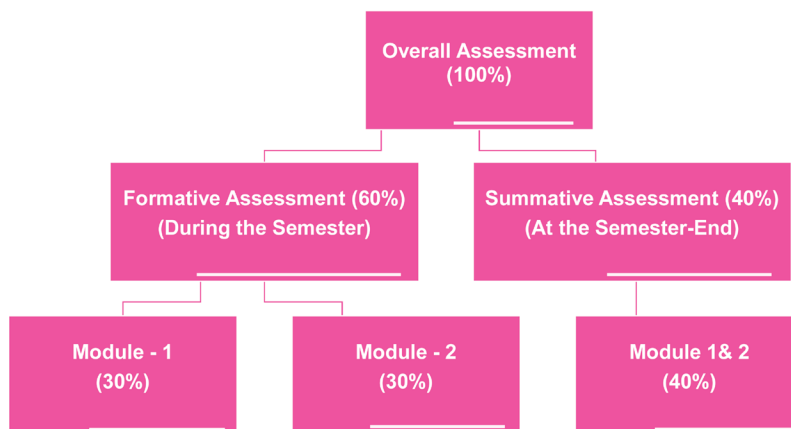 Overall Assessment
(100%)
Formative Assessment (60%)
(During the Semester)
Summative Assessment (40%)
(At the Semester-End)
Module - 1
(30%)
Module - 2
(30%)
Module 1& 2
(40%)